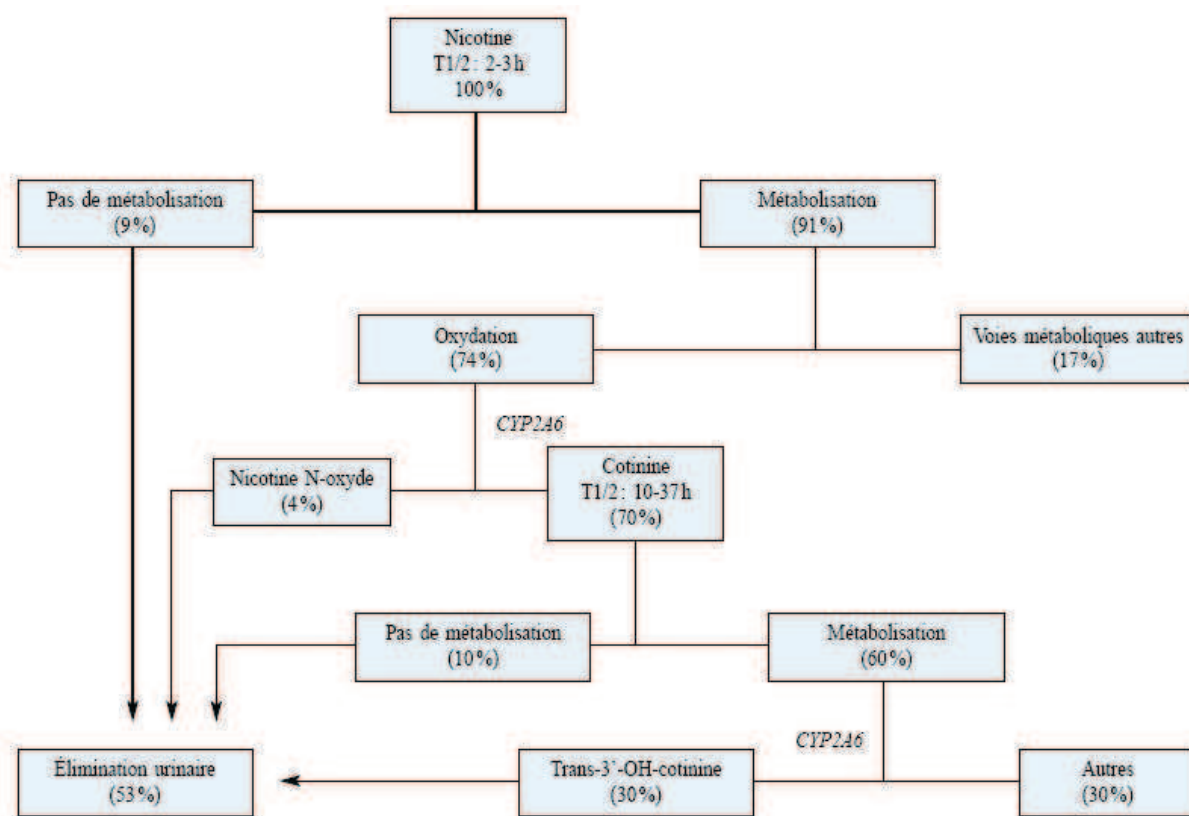 Nicotine
T1/2 : 2-3 h
100 %
Pas de métabolisation
(9 %)
Métabolisation
(91 %)
Oxydation
(74 %)
Voies métaboliques autres
(17 %)
CYP2A6
Nicotine N-oxyde
(4 %)
Cotinine
T1/2 : 10-37 h
(70 %)
Pas de métabolisation
(10 %)
Métabolisation
(60 %)
CYP2A6
Élimination urinaire
(53 %)
Trans-3’-OH-cotinine
(30 %)
Autres
(30 %)